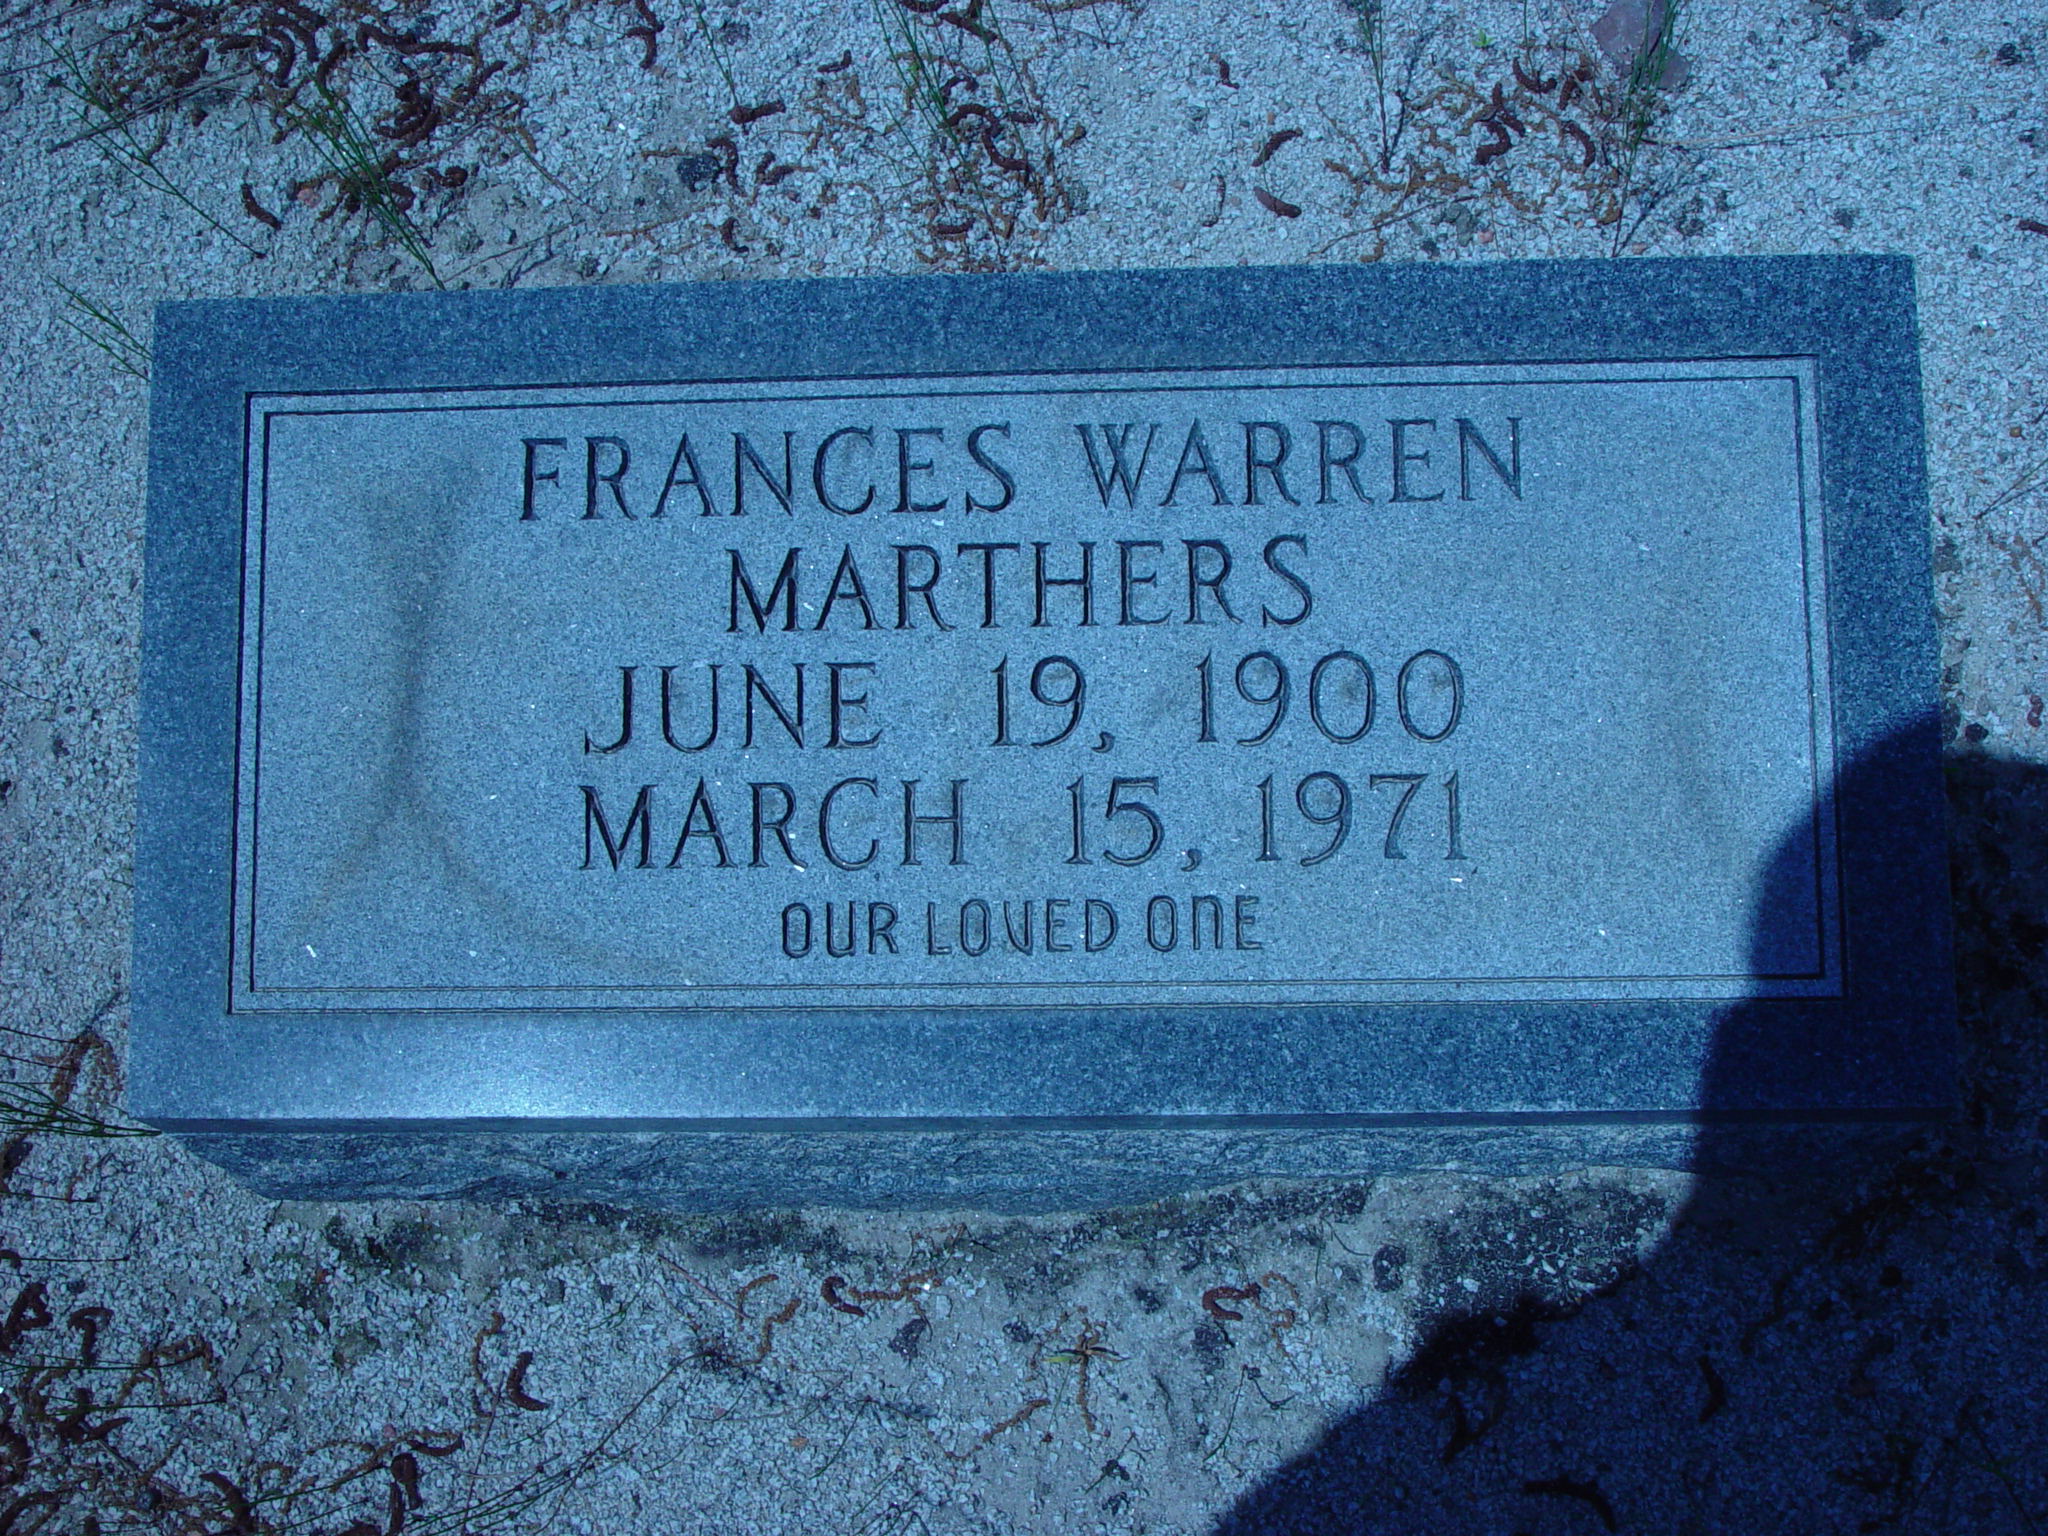 FRANCES WARREN
MARTHERS
JUNE 19, 1900
MARCH 15, 1971
OUR LOVED ONE